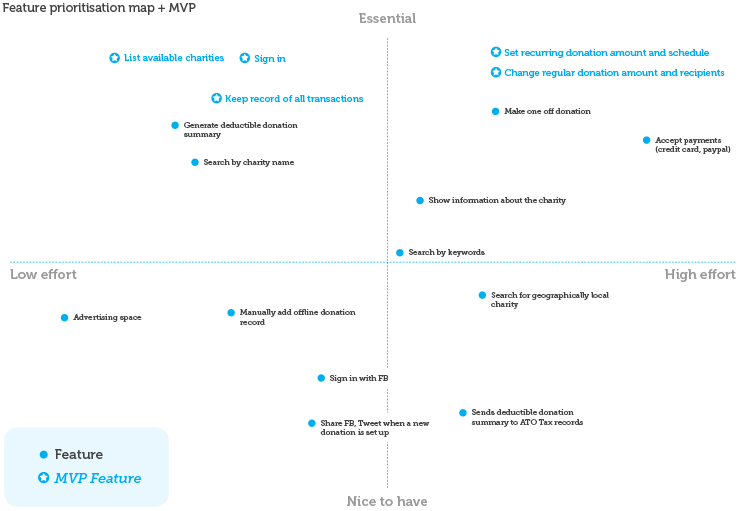 Feature prioritisation map + MVP
Essential
List available charities
Sign in
Set recurring donation amount and schedule
Change regular donation amount and recipients
Keep record of all transactions
Make one off donation
Generate deductible donation
summary
Accept payments
(credit card, paypal)
Search by charity name
Show information about the charity
Search by keywords
Low effort
High effort
Search for geographically local
charity
Advertising space
Manually add offline donation
record
Sign in with FB
Share FB, Tweet when a new
donation is set up
Sends deductible donation
summary to ATO Tax records
Feature
MVP Feature
Nice to have